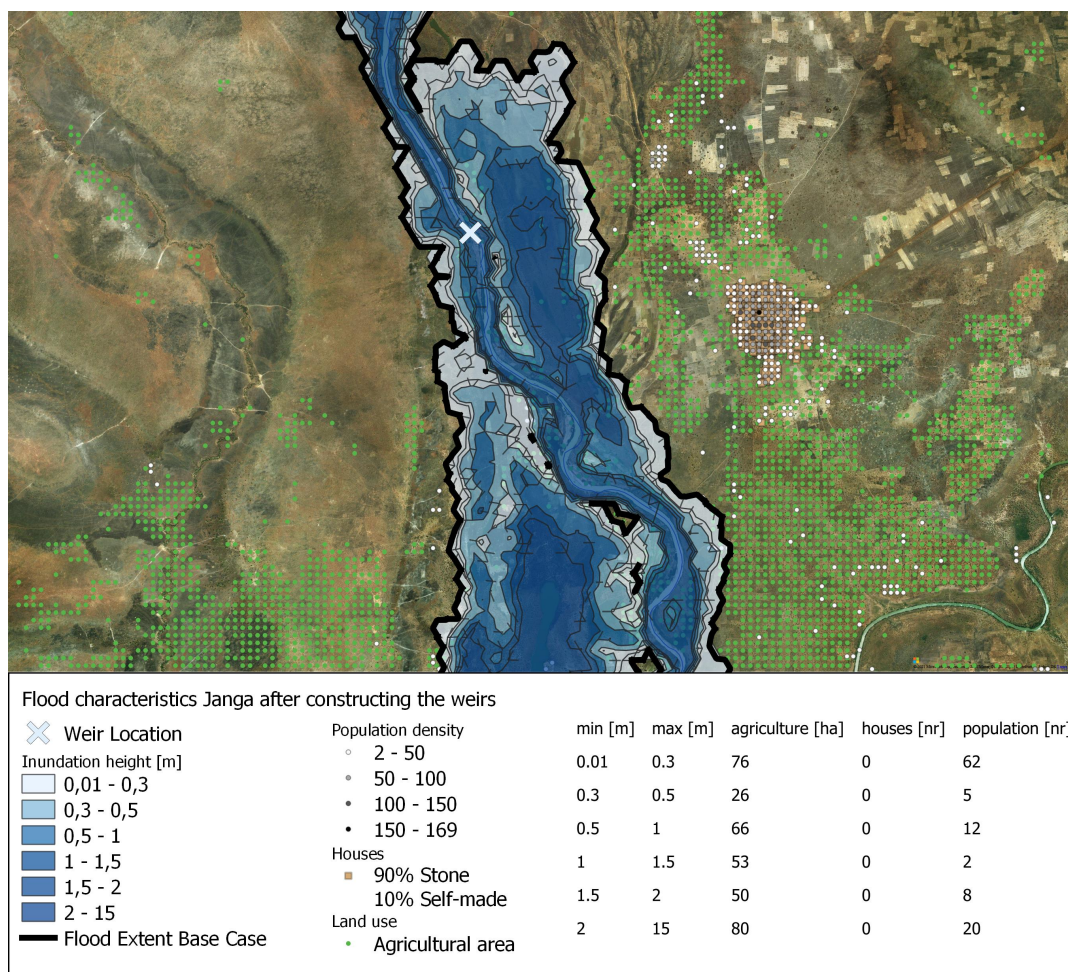 Flood characteristics Janga after constructing the weirs
Weir Location
Inundation height [m]
0,01 - 0,3
0,3 - 0,5
0,5 - 1
1 - 1,5
1,5 - 2
2 - 15
Flood Extent Base Case
Population density
2 - 50
50 - 100
100 - 150
150 - 169
Houses
90% Stone
10% Self-made
Land use
Agricultural area
min [m] max [m] agriculture [ha] houses [nr] population [nr]
0.01 0.3 76 0 62
0.3 0.5 26 0 5
0.5 1 66 0 12
1 1.5 53 0 2
1.5 2 50 0 8
2 15 80 0 20